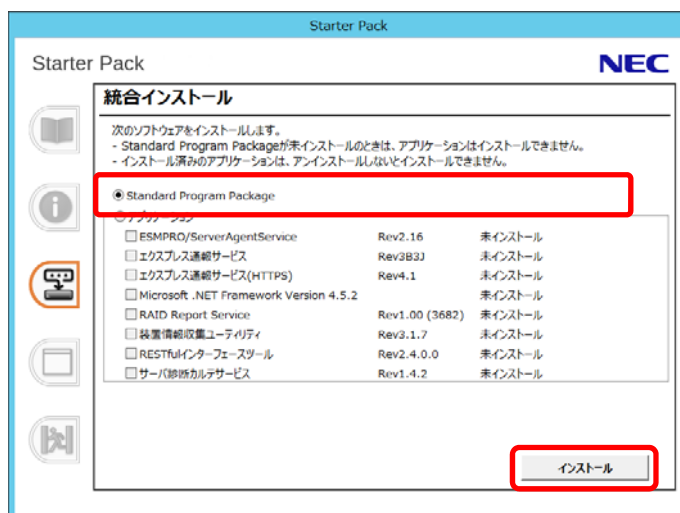 Starter Pack
Starter Pack NEC
統合インストール
次のソフトウェアをインストールします。
- Standard Program Packageが未インストールのときは、アプリケーションはインストールできません。
- インストール済みのアプリケーションは、アンインストールしないとインストールできません。
Standard Program Package
アプリケーション
ESMPRO/ServerAgentService Rev2.16 未インストール
エクスプレス通報サービス Rev3B3J 未インストール
エクスプレス通報サービス(HTTPS) Rev4.1 未インストール
Microsoft .NET Framework Version 4.5.2 未インストール
RAID Report Service Rev1.00 (3682) 未インストール
装置情報収集ユーティリティ Rev3.1.7 未インストール
RESTfulインターフェースツール Rev2.4.0.0 未インストール
サーバ診断カルテサービス Rev1.4.2 未インストール
インストール